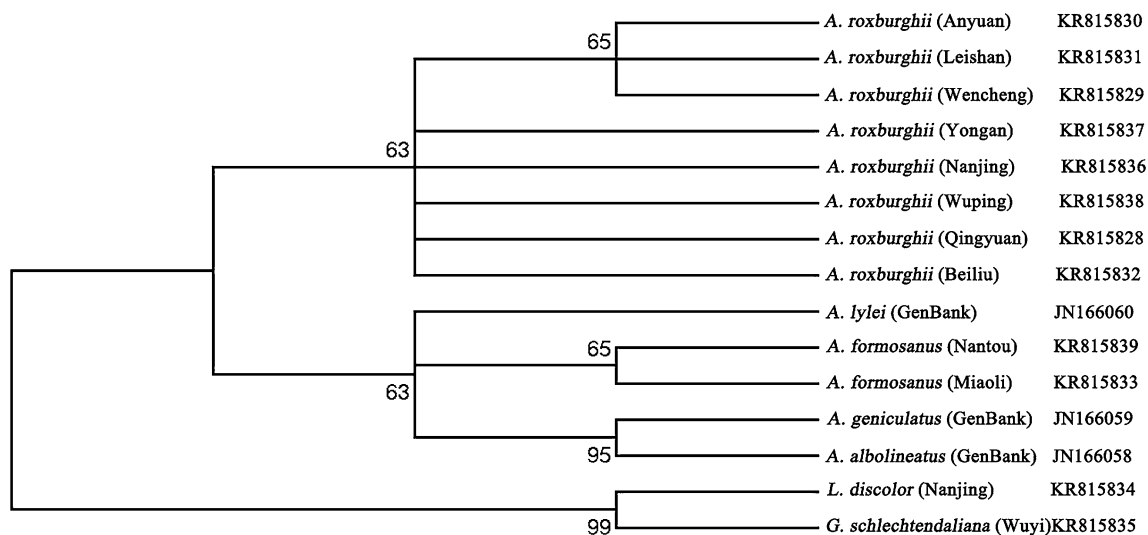 A. roxburghii (Anyuan) KR815830
65
A. roxburghii (Leishan) KR815831
A. roxburghii (Wencheng) KR815829
A. roxburghii (Yongan) KR815837
63
A. roxburghii (Nanjing) KR815836
A. roxburghii (Wuping) KR815838
A. roxburghii (Qingyuan) KR815828
A. roxburghii (Beiliu) KR815832
A. lylei (GenBank) JN166060
65
A. formosanus (Nantou) KR815839
A. formosanus (Miaoli) KR815833
63
A. geniculatus (GenBank) JN166059
95
A. albolineatus (GenBank) JN166058
L. discolor (Nanjing) KR815834
99
G. schlechtendaliana (Wuyi)KR815835